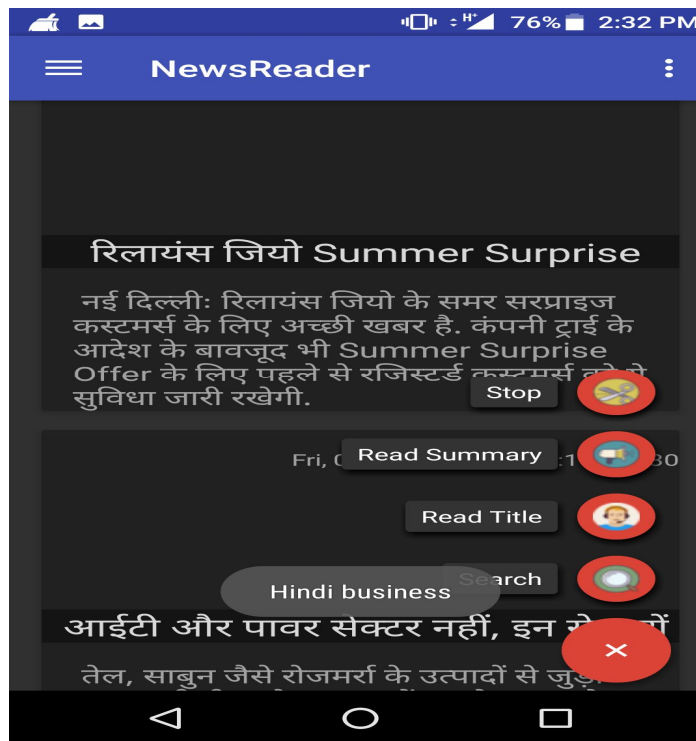 76% 2:32 PM
NewsReader
रिलायंस जियो Summer Surprise
नई दिल्लीः रिलायंस जियो के समर सरप्राइज
कस्टमर्स के लिए अच्छी खबर है. कंपनी ट्राई के
आदेश के बावजूद भी Summer Surprise
Offer के लिए पहले से रजिस्टर्ड कस्टमर्स
सुविधा जारी रखेगी.
Stop
Fri,
Read Summary
Read Title
Search
Hindi business
आईटी और पावर सेक्टर नहीं, इन
तेल, साबुन जैसे रोजमर्रा के उत्पादों से